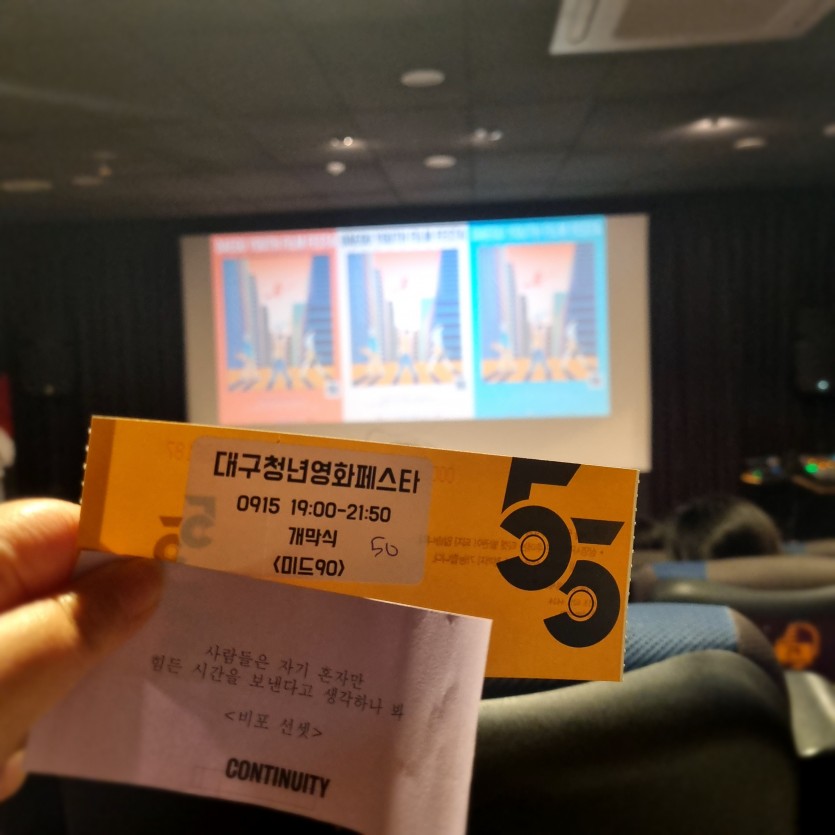 대구청년영화페스타
0915 19:00-21:50
개막식 50
<미드90>
55
사람들은 자기 혼자만
힘든 시간을 보낸다고 생각하나 봐
<비포 선셋>
CONTINUITY